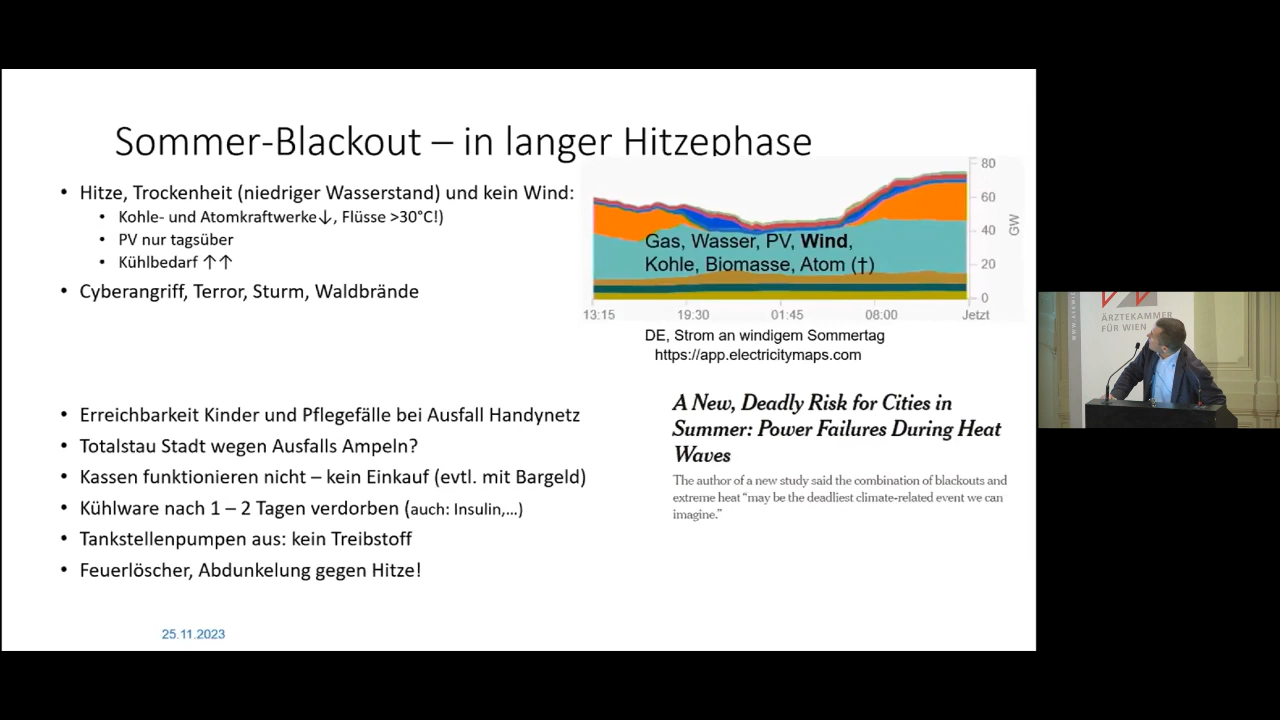 Sommer-Blackout – in langer Hitzephase
• Hitze, Trockenheit (niedriger Wasserstand) und kein Wind:
• Kohle- und Atomkraftwerke↓, Flüsse >30°C!)
• PV nur tagsüber
• Kühlbedarf ↑↑
• Cyberangriff, Terror, Sturm, Waldbrände
• Erreichbarkeit Kinder und Pflegefälle bei Ausfall Handynetz
• Totalstau Stadt wegen Ausfalls Ampeln?
• Kassen funktionieren nicht – kein Einkauf (evtl. mit Bargeld)
• Kühlware nach 1 – 2 Tagen verdorben (auch: Insulin,…)
• Tankstellenpumpen aus: kein Treibstoff
• Feuerlöscher, Abdunkelung gegen Hitze!
25.11.2023
80
60
40
20
0
GW
Gas, Wasser, PV, Wind,
Kohle, Biomasse, Atom (†)
13:15 19:30 01:45 08:00 Jetzt
DE, Strom an windigem Sommertag
https://app.electricitymaps.com
A New, Deadly Risk for Cities in
Summer: Power Failures During Heat
Waves
The author of a new study said the combination of blackouts and
extreme heat “may be the deadliest climate-related event we can
imagine.”
ÄRZTEKAMMER
FÜR WIEN